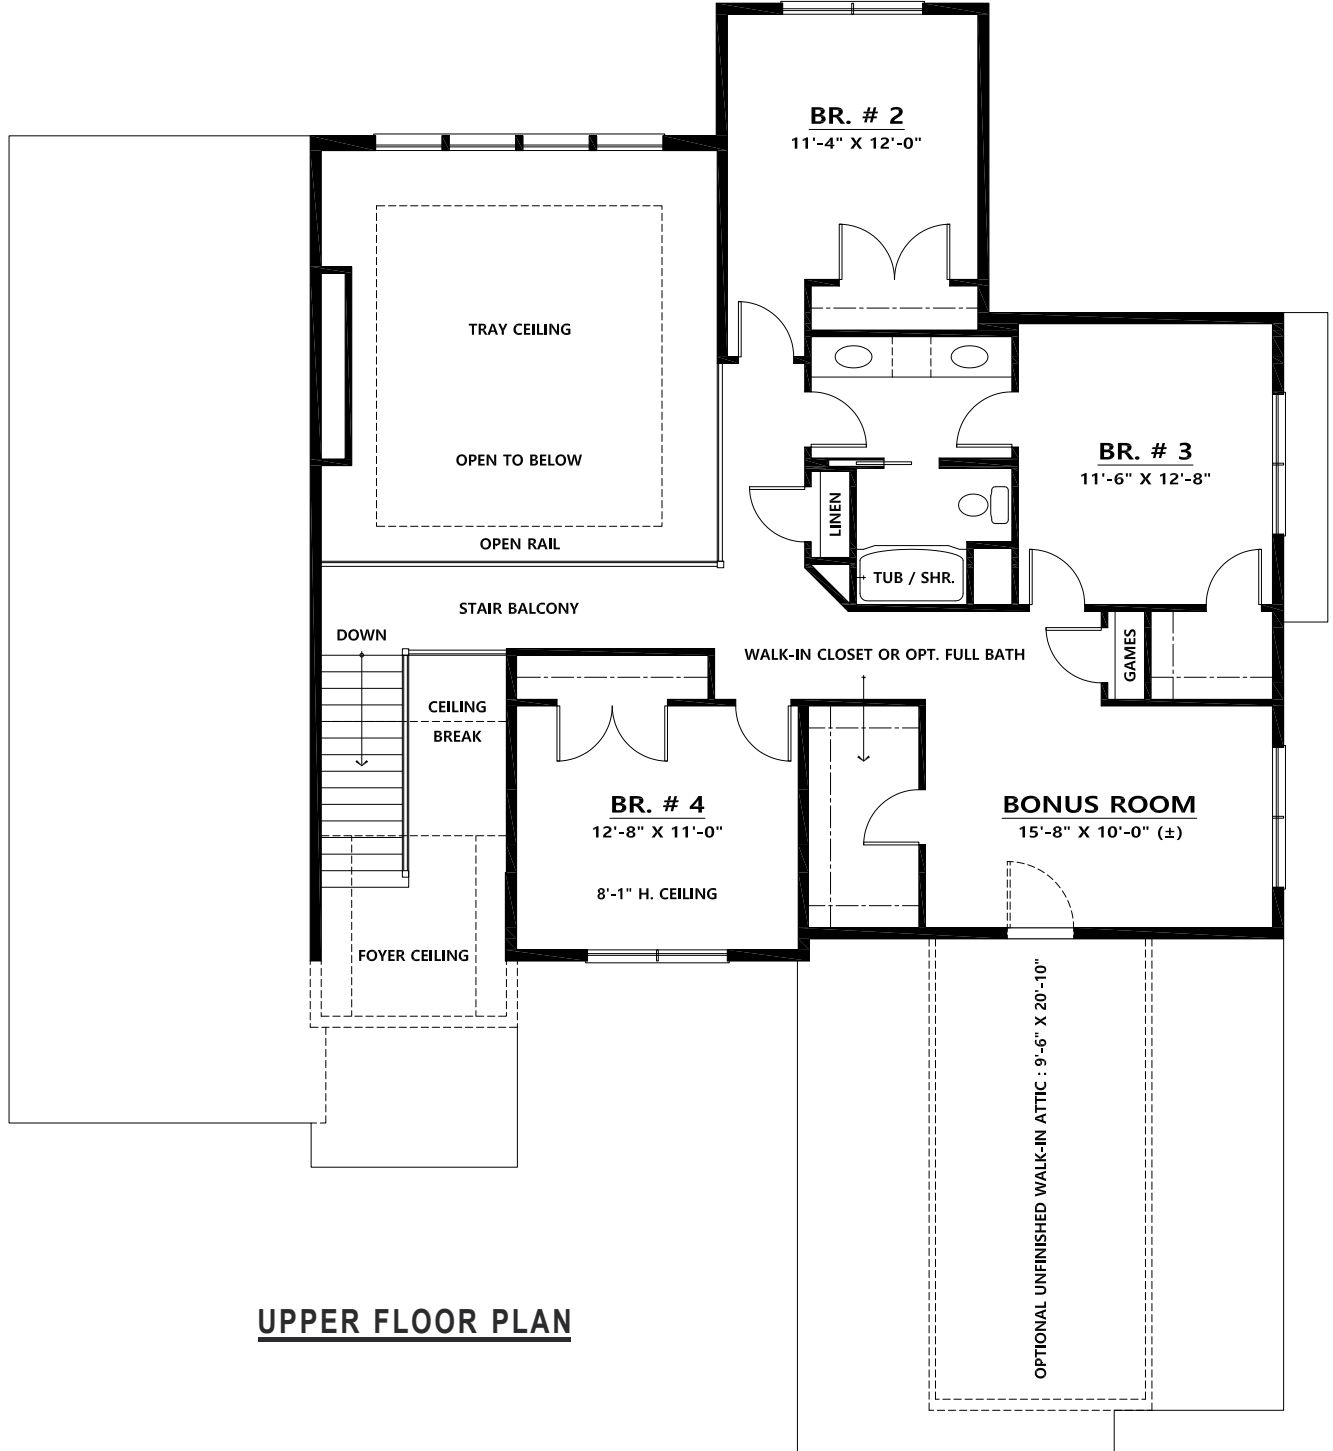 BR. # 2
11'-4" X 12'-0"
TRAY CEILING
OPEN TO BELOW
OPEN RAIL
BR. # 3
11'-6" X 12'-8"
LINEN
TUB / SHR.
STAIR BALCONY
DOWN
WALK-IN CLOSET OR OPT. FULL BATH
GAMES
CEILING
BREAK
BR. # 4
12'-8" X 11'-0"
8'-1" H. CEILING
BONUS ROOM
15'-8" X 10'-0" (±)
FOYER CEILING
OPTIONAL UNFINISHED WALK-IN ATTIC : 9'-6" X 20'-10"
UPPER FLOOR PLAN